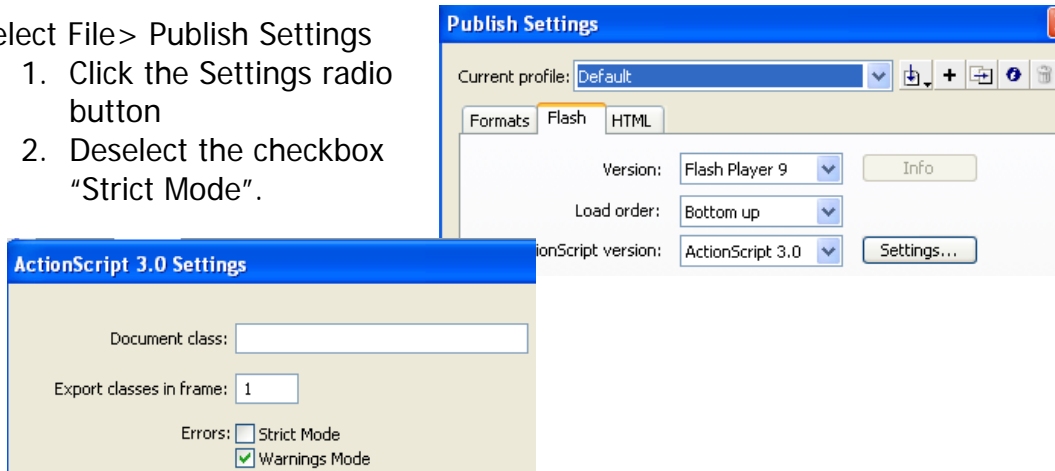 elect File> Publish Settings
1. Click the Settings radio
button
2. Deselect the checkbox
"Strict Mode".
Publish Settings
Current profile: Default
Formats Flash HTML
Version: Flash Player 9 Info
Load order: Bottom up
ionScript version: ActionScript 3.0 Settings...
ActionScript 3.0 Settings
Document class:
Export classes in frame: 1
Errors: Strict Mode
Warnings Mode